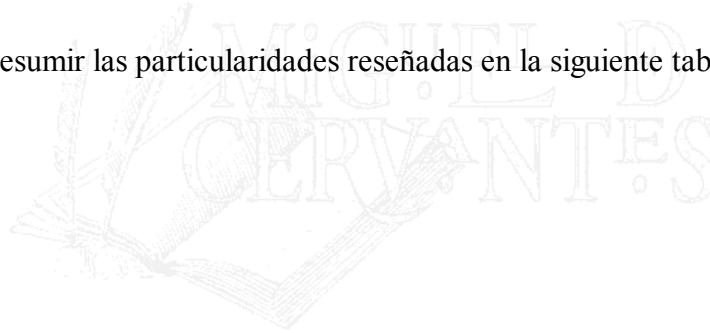 esumir las particularidades reseñadas en la siguiente tab
MIGUEL D
CERVANTES